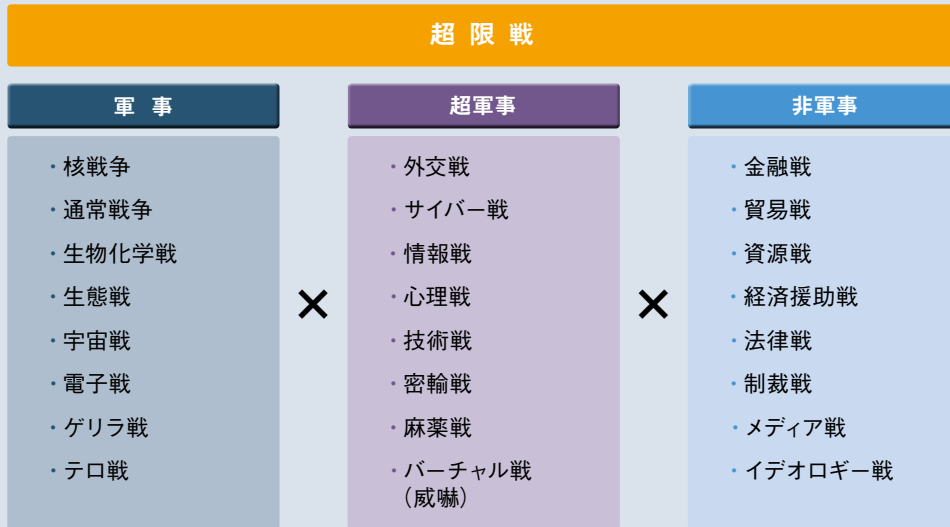 超限戦
軍事
・核戦争
・通常戦争
・生物化学戦
・生態戦
・宇宙戦
・電子戦
・ゲリラ戦
・テロ戦
×
超軍事
・外交戦
・サイバー戦
・情報戦
・心理戦
・技術戦
・密輸戦
・麻薬戦
・バーチャル戦
(威嚇)
×
非軍事
・金融戦
・貿易戦
・資源戦
・経済援助戦
・法律戦
・制裁戦
・メディア戦
・イデオロギー戦